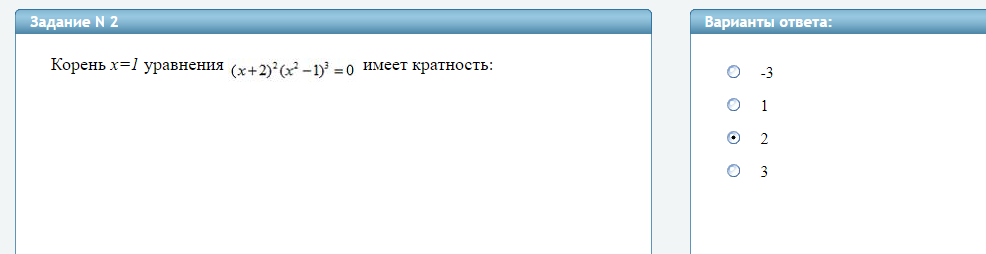 Задание N 2
Корень x=1 уравнения (x+2)²(x²−1)³=0 имеет кратность:
Варианты ответа:
-3
1
2
3